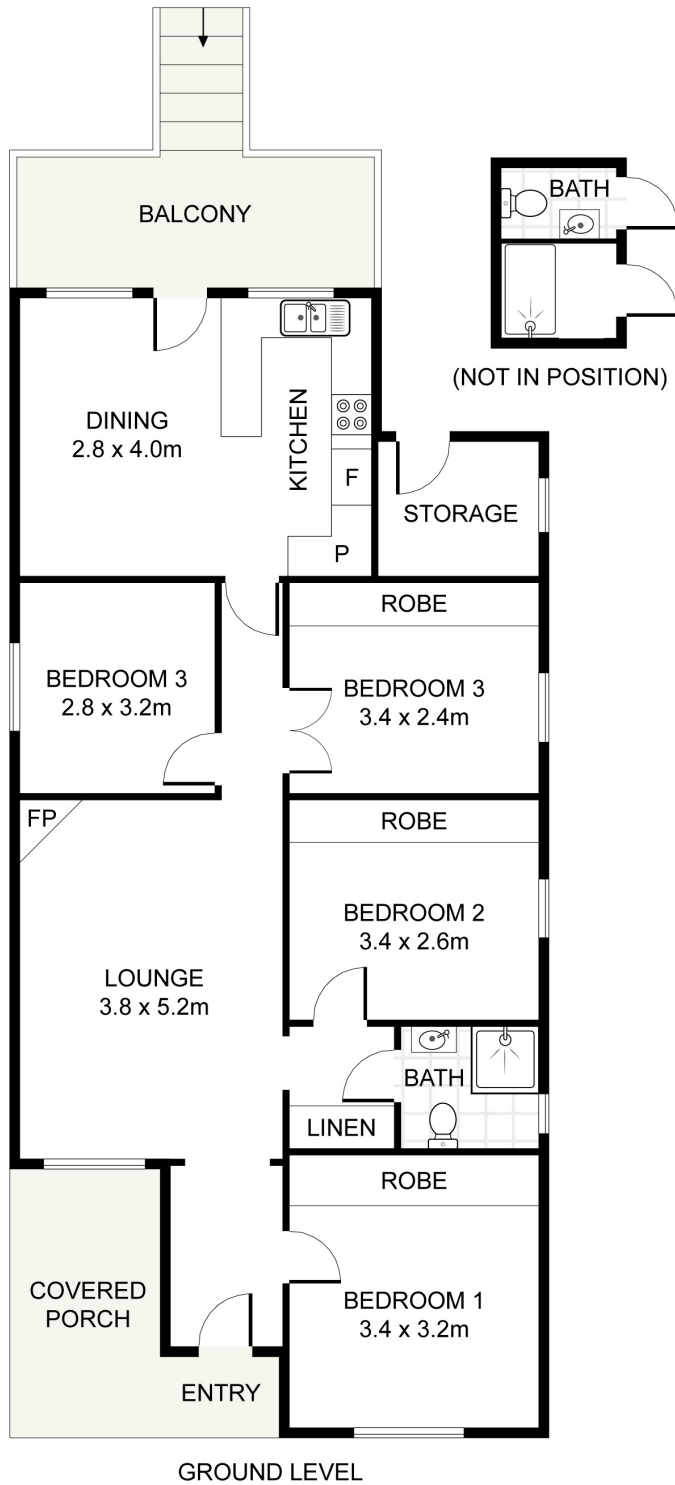 BALCONY
BATH
(NOT IN POSITION)
DINING
2.8 x 4.0m
KITCHEN
F
P
STORAGE
BEDROOM 3
2.8 x 3.2m
ROBE
BEDROOM 3
3.4 x 2.4m
FP
ROBE
BEDROOM 2
3.4 x 2.6m
LOUNGE
3.8 x 5.2m
BATH
LINEN
ROBE
COVERED
PORCH
BEDROOM 1
3.4 x 3.2m
ENTRY
GROUND LEVEL